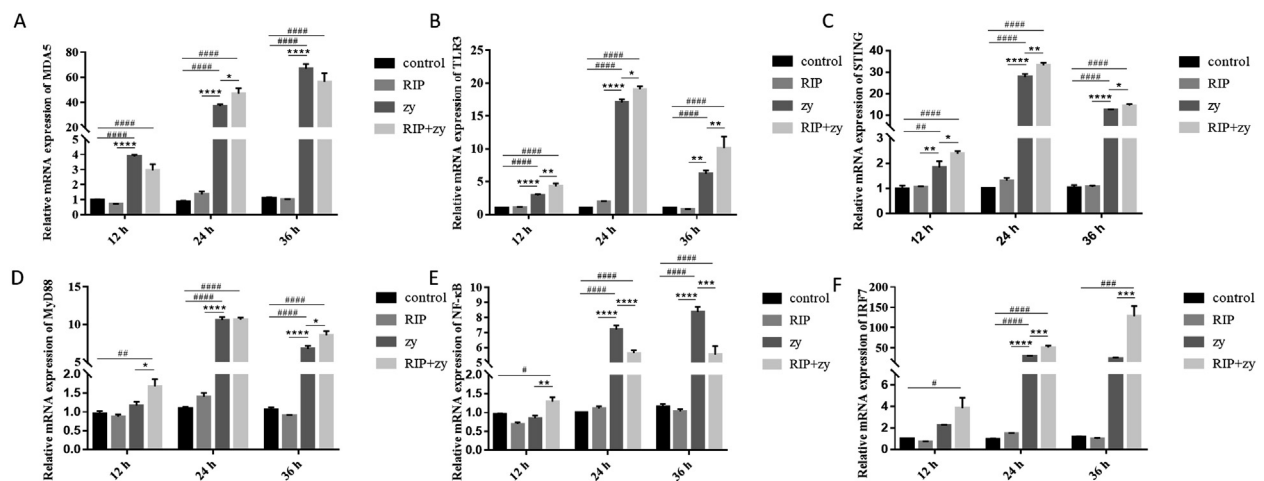 A
Relative mRNA expression of MDA5
80
60
40
20
5
4
3
2
1
0
####
####
****
####
####
****
*
####
####
****
12 h
24 h
36 h
control
RIP
zy
RIP+zy
B
Relative mRNA expression of TLR3
25
20
15
10
5
0
####
####
****
**
####
####
****
*
####
####
**
**
12 h
24 h
36 h
control
RIP
zy
RIP+zy
C
Relative mRNA expression of STING
40
30
20
10
3
2
1
0
####
##
**
*
####
####
****
**
####
####
****
*
12 h
24 h
36 h
control
RIP
zy
RIP+zy
D
Relative mRNA expression of MyD88
15
10
5
2.0
1.5
1.0
0.5
0.0
##
*
####
####
****
####
####
****
*
12 h
24 h
36 h
control
RIP
zy
RIP+zy
E
Relative mRNA expression of NF-κB
10
9
8
7
6
5
2.0
1.5
1.0
0.5
0.0
#
**
####
####
****
****
####
####
****
***
12 h
24 h
36 h
control
RIP
zy
RIP+zy
F
Relative mRNA expression of IRF7
200
150
100
50
6
4
2
0
#
####
####
****
***
###
***
12 h
24 h
36 h
control
RIP
zy
RIP+zy